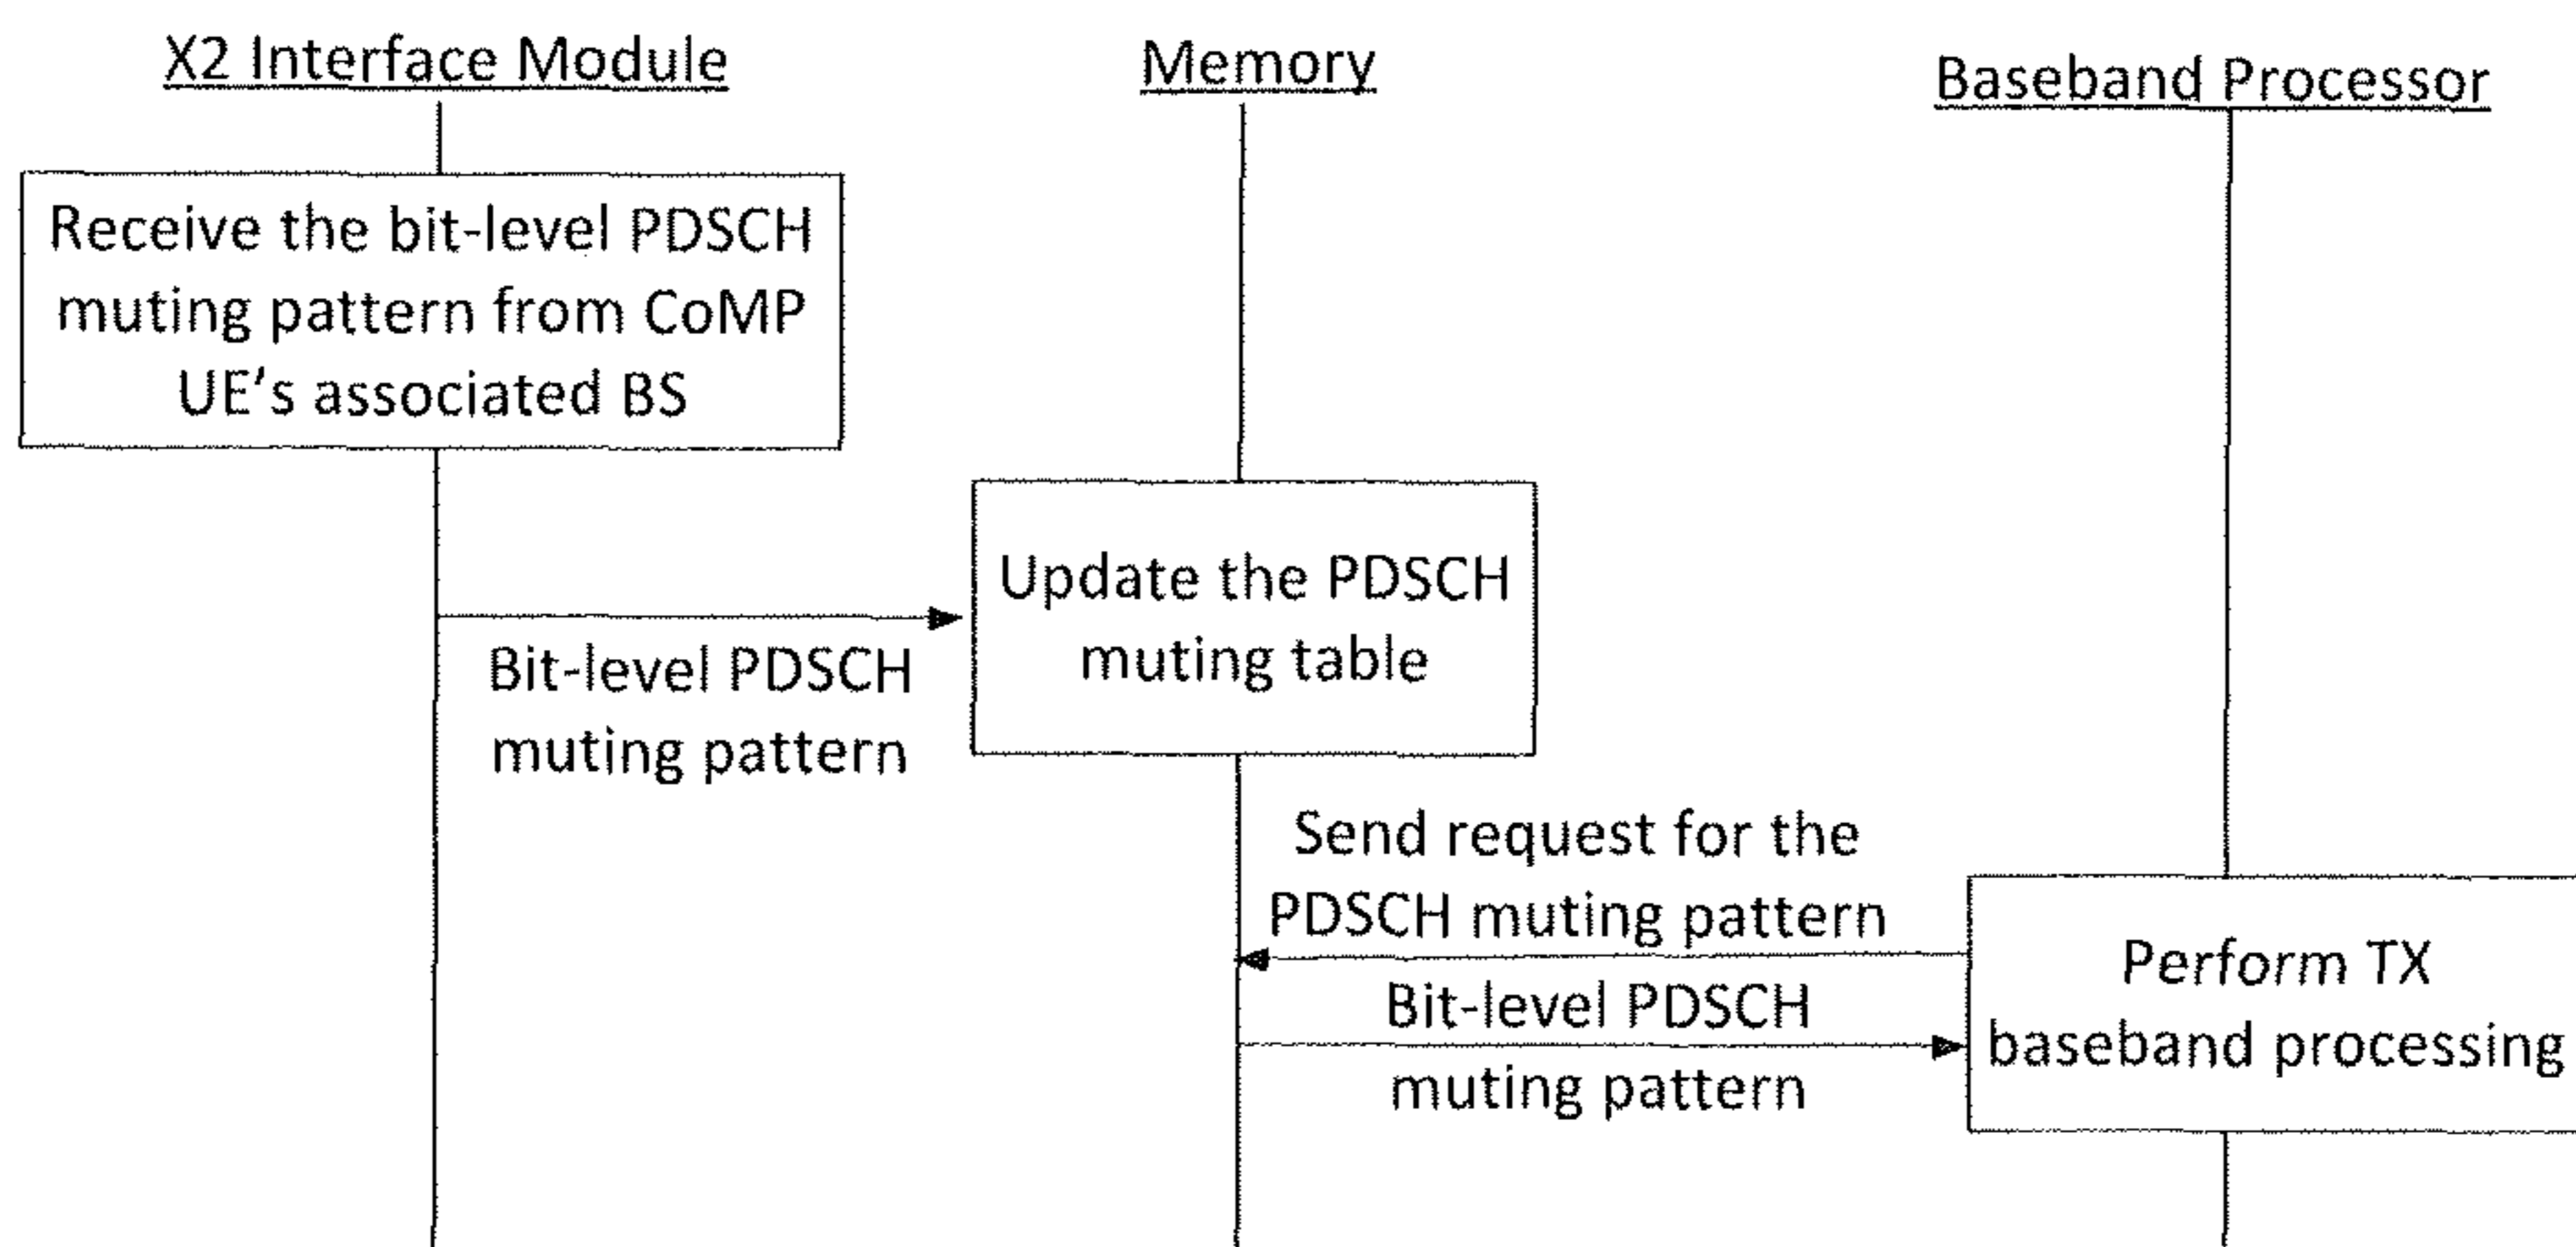 X2 Interface Module
Memory
Baseband Processor
Receive the bit-level PDSCH
muting pattern from CoMP
UE's associated BS
Update the PDSCH
muting table
Bit-level PDSCH
muting pattern
Send request for the
PDSCH muting pattern
Bit-level PDSCH
muting pattern
Perform TX
baseband processing